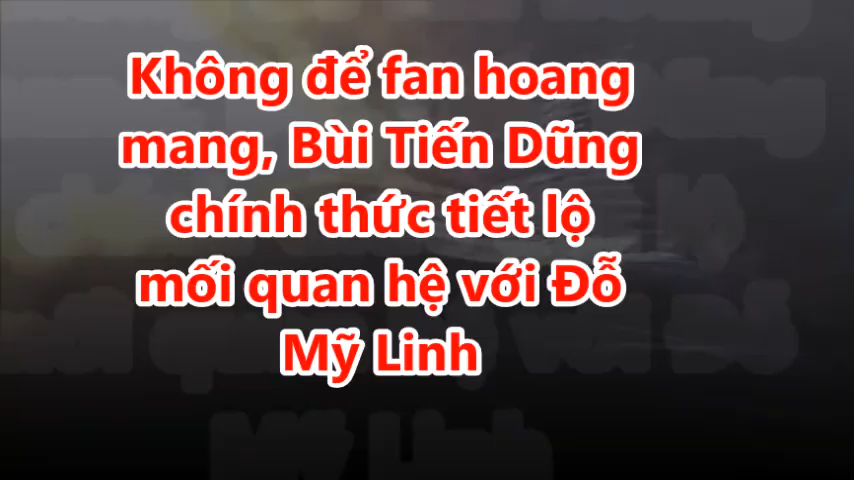 Không để fan hoang
mang, Bùi Tiến Dũng
chính thức tiết lộ
mối quan hệ với Đỗ
Mỹ Linh